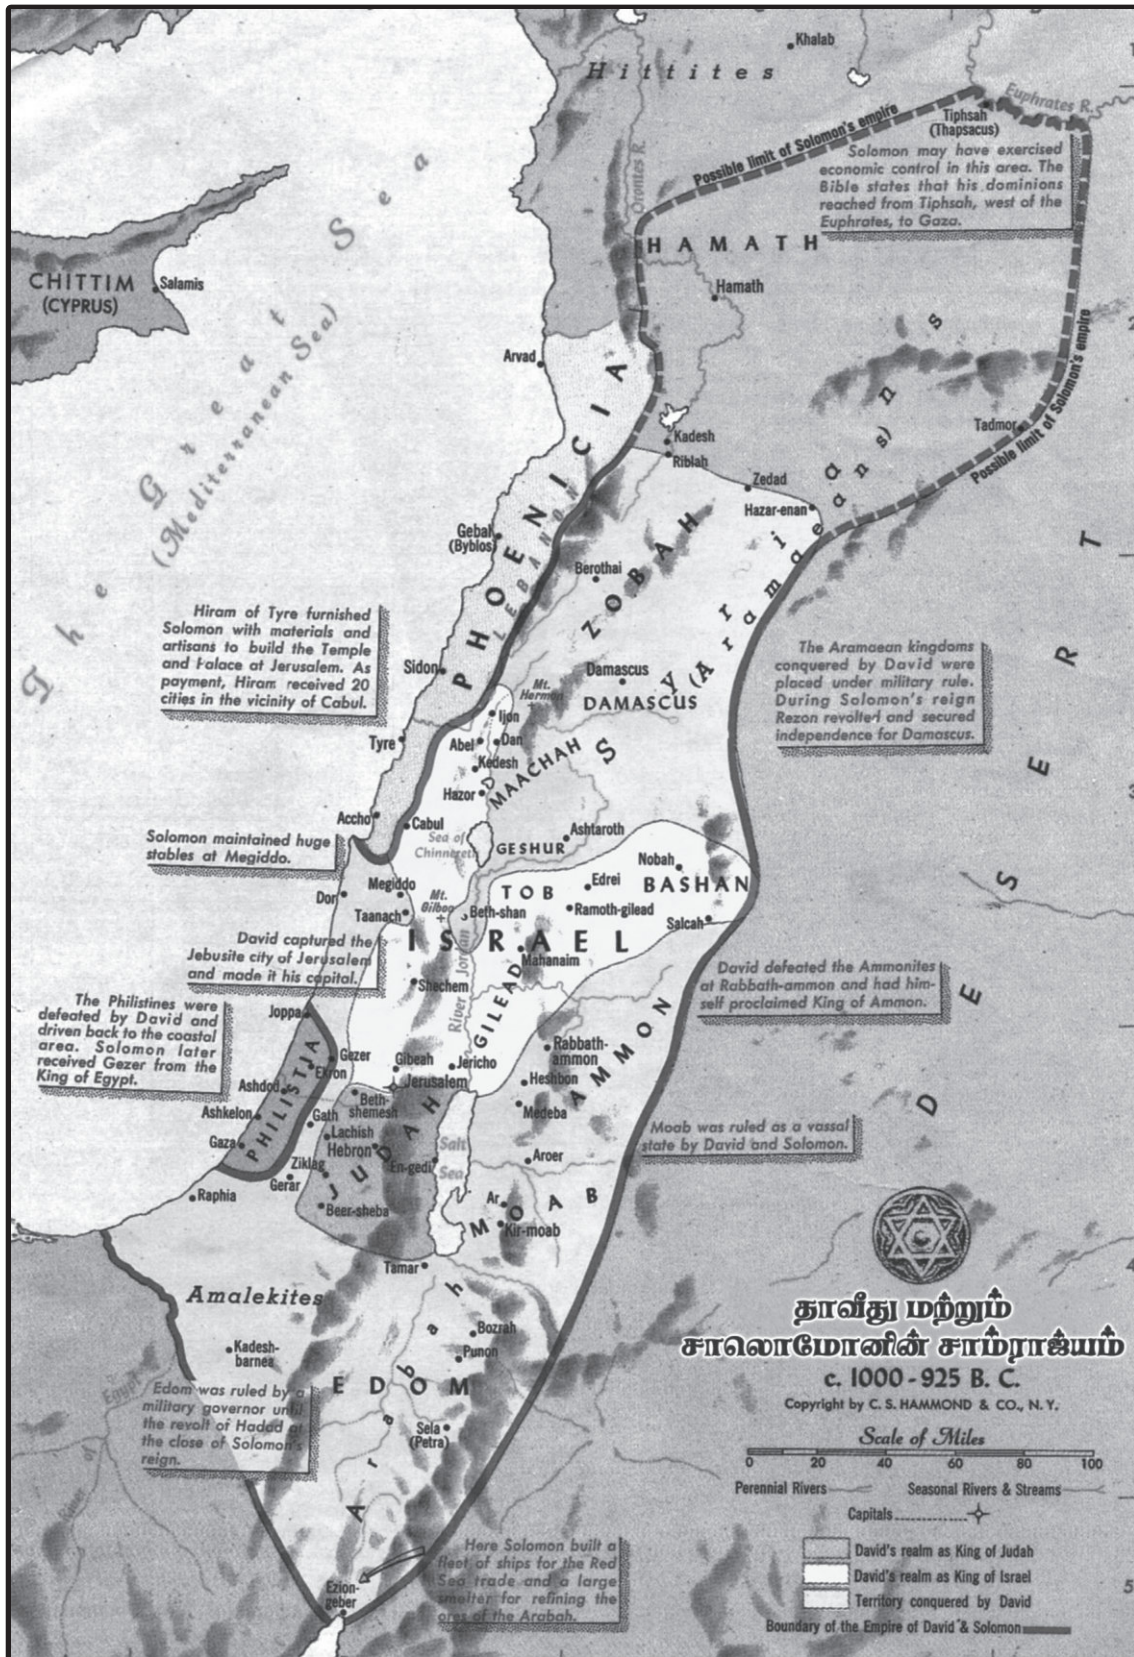 Khalab
Hittites
Euphrates R.
Tiphsah
(Thapsacus)
Possible limit of Solomon's empire
Orontes R.
Solomon may have exercised
economic control in this area. The
Bible states that his dominions
reached from Tiphsah, west of the
Euphrates, to Gaza.
HAMATH
Hamath
CHITTIM
(CYPRUS)
Salamis
The Great Sea
(Mediterranean Sea)
Arvad
Possible limit of Solomon's empire
Tadmor
Kadesh
Riblah
Zedad
Hazar-enan
PHOENICIA
LEBANON
Gebal
(Byblos)
Berothai
ZOBAH
Syrians
(Aramaeans)
DESERT
Hiram of Tyre furnished
Solomon with materials and
artisans to build the Temple
and Palace at Jerusalem. As
payment, Hiram received 20
cities in the vicinity of Cabul.
Sidon
Damascus
DAMASCUS
Mt.
Hermon
The Aramaean kingdoms
conquered by David were
placed under military rule.
During Solomon's reign
Rezon revolted and secured
independence for Damascus.
Ijon
Tyre
Abel
Dan
Kedesh
MAACHAH
Hazor
Accho
Cabul
Sea of
Chinnereth
Ashtaroth
GESHUR
Solomon maintained huge
stables at Megiddo.
Nobah
Edrei
BASHAN
TOB
Dor
Megiddo
Mt.
Gilboa
Taanach
Beth-shan
Ramoth-gilead
Salcah
ISRAEL
David captured the
Jebusite city of Jerusalem
and made it his capital.
Mahanaim
Shechem
River Joran
GILEAD
David defeated the Ammonites
at Rabbath-ammon and had him-
self proclaimed King of Ammon.
The Philistines were
defeated by David and
driven back to the coastal
area. Solomon later
received Gezer from the
King of Egypt.
Joppa
Gezer
Ekron
Gibeah
Jericho
Jerusalem
Rabbath-
ammon
AMMON
Heshbon
Medeba
Ashdod
Ashkelon
PHILISTIA
Beth-
shemesh
Gath
Lachish
Hebron
JUDAH
Gaza
Ziklag
En-gedi
Salt
Sea
Aroer
Moab was ruled as a vassal
state by David and Solomon.
Raphia
Gerar
Beer-sheba
Ar
MOAB
Kir-moab
Tamar
Amalekites
Arabah
Bozrah
Punon
Kadesh-
barnea
EDOM
River of Egypt
Edom was ruled by a
military governor until
the revolt of Hadad at
the close of Solomon's
reign.
Sela
(Petra)
Here Solomon built a
fleet of ships for the Red
Sea trade and a large
smelter for refining the
ores of the Arabah.
Ezion-
geber
1
2
3
4
5
தாவீது மற்றும்
சாலொமோனின் சாம்ராஜ்யம்
c. 1000 - 925 B. C.
Copyright by C. S. HAMMOND & CO., N. Y.
Scale of Miles
0 20 40 60 80 100
Perennial Rivers Seasonal Rivers & Streams
Capitals
David's realm as King of Judah
David's realm as King of Israel
Territory conquered by David
Boundary of the Empire of David & Solomon